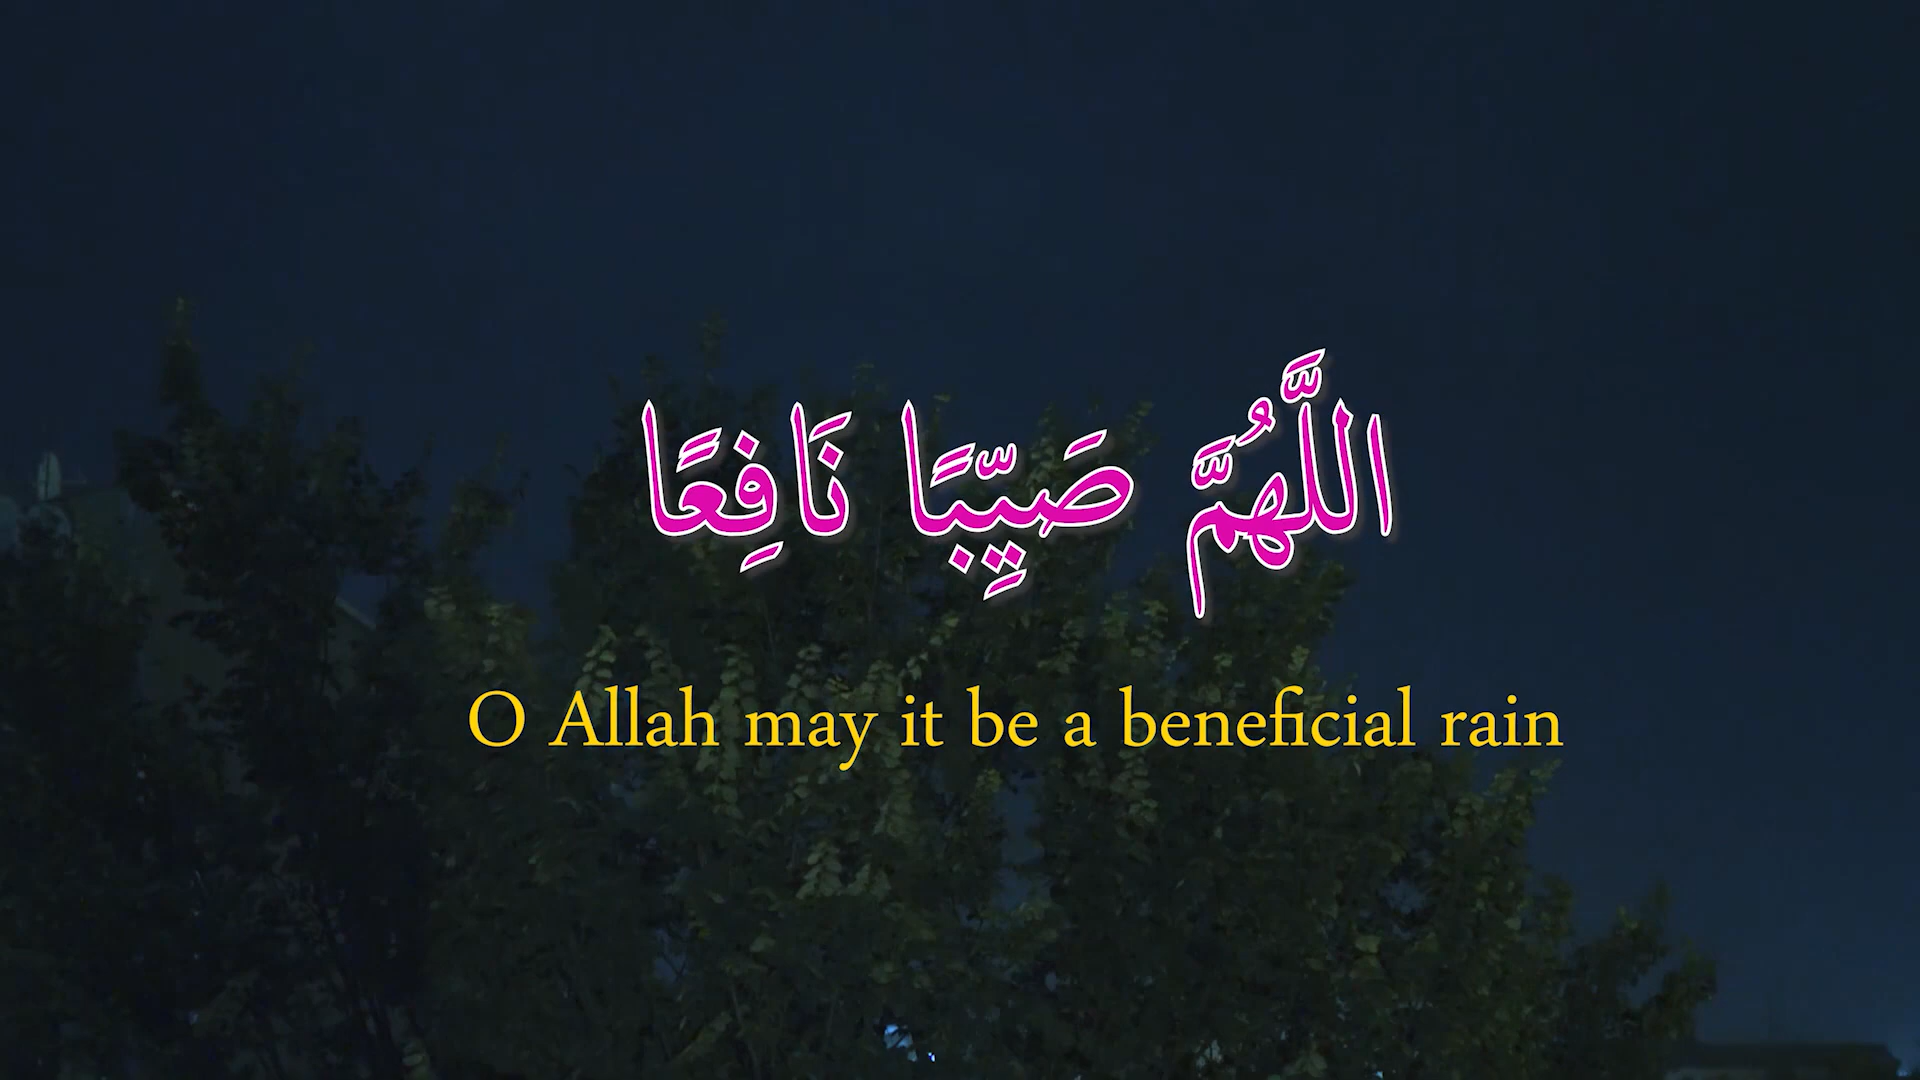 اللَّهُمَّ صَيِّبًا نَافِعًا
O Allah may it be a beneficial rain